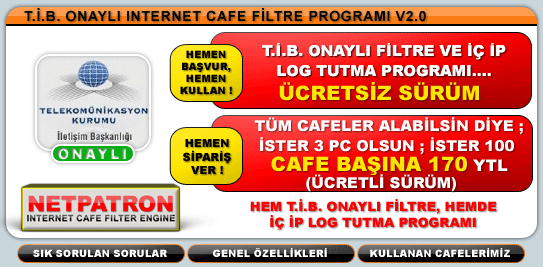 T.İ.B. ONAYLI INTERNET CAFE FİLTRE PROGRAMI V2.0
TELEKOMÜNİKASYON
KURUMU
İletişim Başkanlığı
ONAYLI
HEMEN
BAŞVUR,
HEMEN
KULLAN !
T.İ.B. ONAYLI FİLTRE VE İÇ İP
LOG TUTMA PROGRAMI....
ÜCRETSİZ SÜRÜM
HEMEN
SİPARİŞ
VER !
TÜM CAFELER ALABİLSİN DİYE ;
İSTER 3 PC OLSUN ; İSTER 100
CAFE BAŞINA 170 YTL
(ÜCRETLİ SÜRÜM)
NETPATRON
INTERNET CAFE FILTER ENGINE
HEM T.İ.B. ONAYLI FİLTRE, HEMDE
İÇ İP LOG TUTMA PROGRAMI
SIK SORULAN SORULAR
GENEL ÖZELLİKLERİ
KULLANAN CAFELERİMİZ